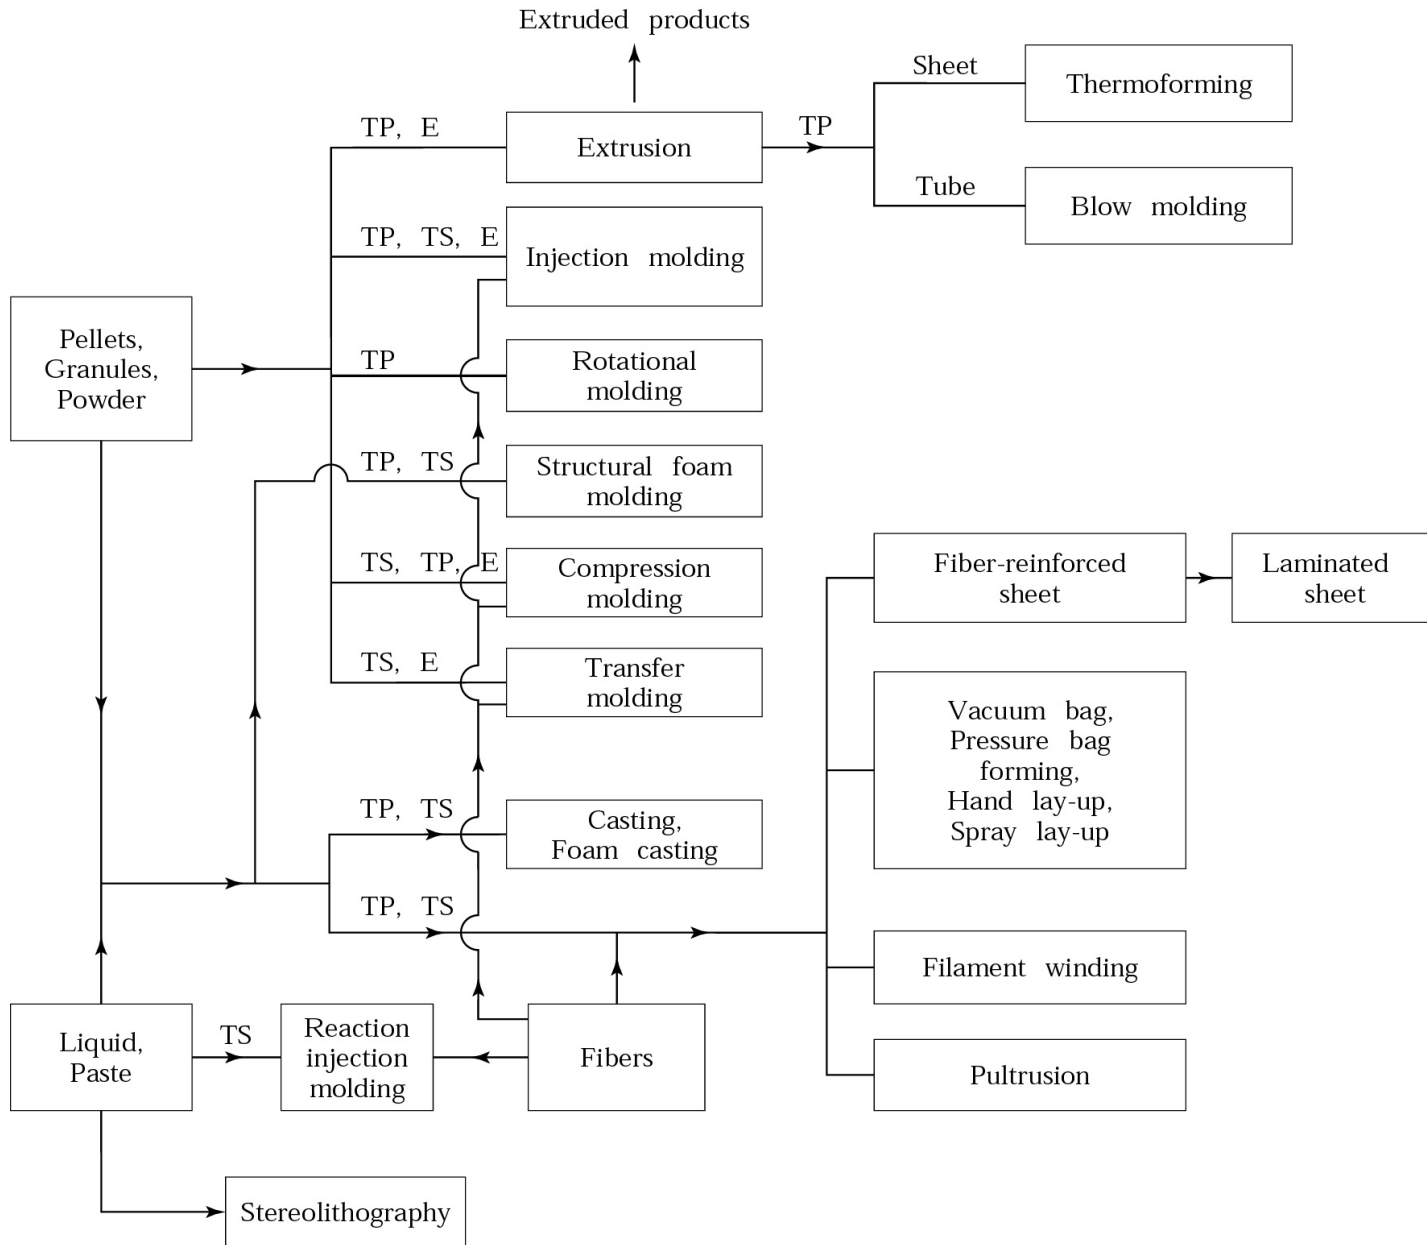 Extruded products
Sheet
Thermoforming
TP, E
Extrusion
TP
Tube
Blow molding
TP, TS, E
Injection molding
Pellets,
Granules,
Powder
TP
Rotational
molding
TP, TS
Structural foam
molding
TS, TP, E
Compression
molding
Fiber-reinforced
sheet
Laminated
sheet
TS, E
Transfer
molding
Vacuum bag,
Pressure bag
forming,
Hand lay-up,
Spray lay-up
TP, TS
Casting,
Foam casting
TP, TS
Filament winding
Liquid,
Paste
TS
Reaction
injection
molding
Fibers
Pultrusion
Stereolithography